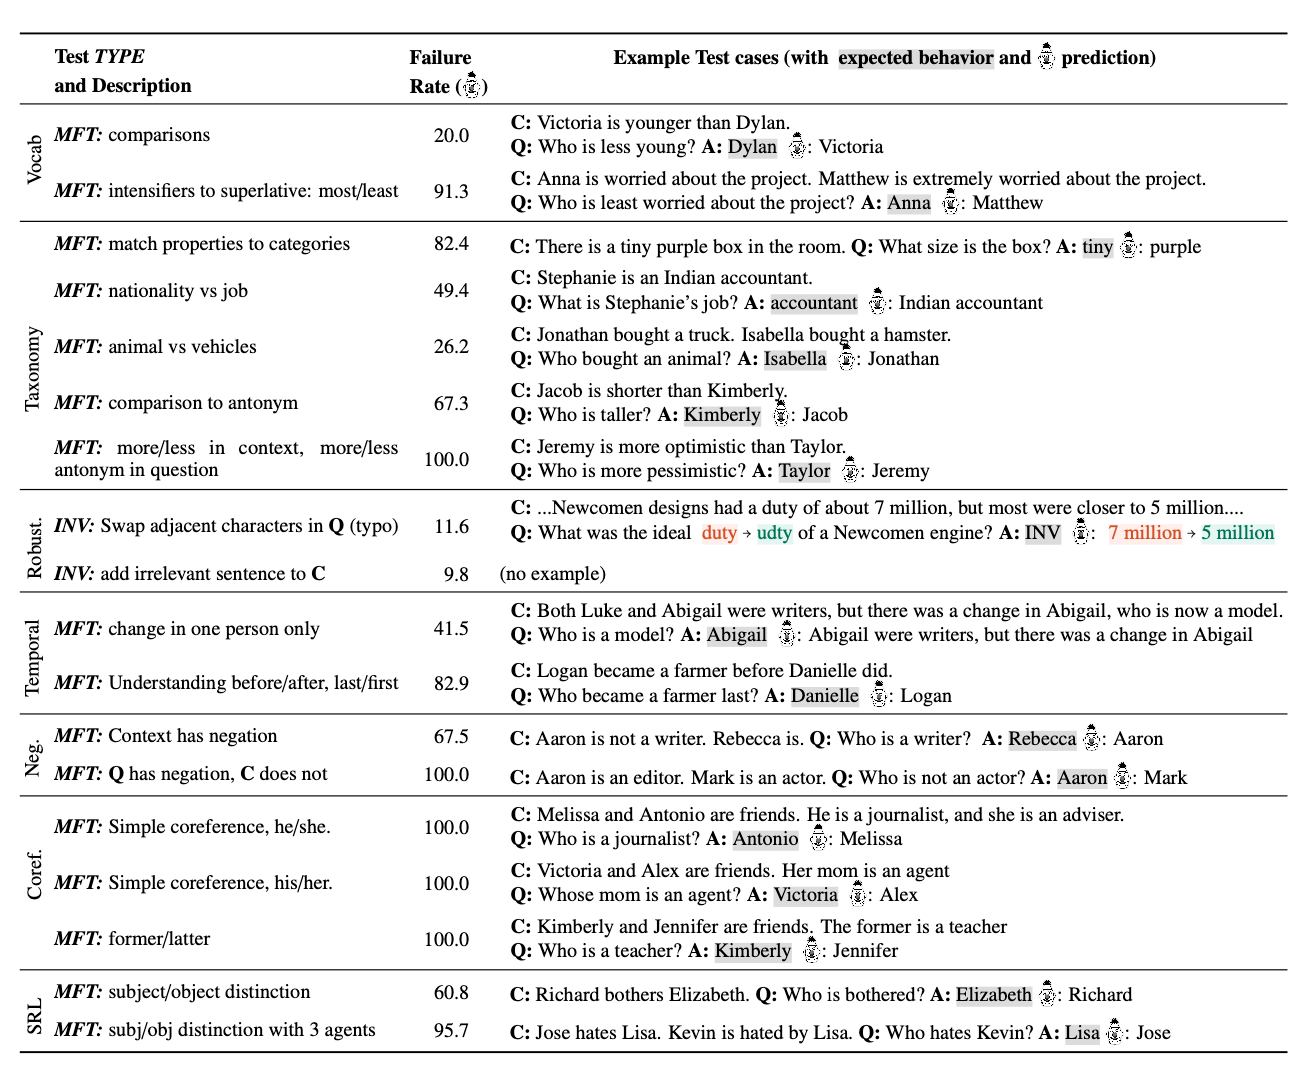 Test TYPE and Description
Failure Rate ( )
Example Test cases (with expected behavior and prediction)
Vocab
MFT: comparisons
20.0
C: Victoria is younger than Dylan.
Q: Who is less young? A: Dylan : Victoria
MFT: intensifiers to superlative: most/least
91.3
C: Anna is worried about the project. Matthew is extremely worried about the project.
Q: Who is least worried about the project? A: Anna : Matthew
Taxonomy
MFT: match properties to categories
82.4
C: There is a tiny purple box in the room. Q: What size is the box? A: tiny : purple
MFT: nationality vs job
49.4
C: Stephanie is an Indian accountant.
Q: What is Stephanie's job? A: accountant : Indian accountant
MFT: animal vs vehicles
26.2
C: Jonathan bought a truck. Isabella bought a hamster.
Q: Who bought an animal? A: Isabella : Jonathan
MFT: comparison to antonym
67.3
C: Jacob is shorter than Kimberly.
Q: Who is taller? A: Kimberly : Jacob
MFT: more/less in context, more/less
antonym in question
100.0
C: Jeremy is more optimistic than Taylor.
Q: Who is more pessimistic? A: Taylor : Jeremy
Robust.
INV: Swap adjacent characters in Q (typo)
11.6
C: ...Newcomen designs had a duty of about 7 million, but most were closer to 5 million....
Q: What was the ideal duty → udty of a Newcomen engine? A: INV : 7 million → 5 million
INV: add irrelevant sentence to C
9.8
(no example)
Temporal
MFT: change in one person only
41.5
C: Both Luke and Abigail were writers, but there was a change in Abigail, who is now a model.
Q: Who is a model? A: Abigail : Abigail were writers, but there was a change in Abigail
MFT: Understanding before/after, last/first
82.9
C: Logan became a farmer before Danielle did.
Q: Who became a farmer last? A: Danielle : Logan
Neg.
MFT: Context has negation
67.5
C: Aaron is not a writer. Rebecca is. Q: Who is a writer? A: Rebecca : Aaron
MFT: Q has negation, C does not
100.0
C: Aaron is an editor. Mark is an actor. Q: Who is not an actor? A: Aaron : Mark
Coref.
MFT: Simple coreference, he/she.
100.0
C: Melissa and Antonio are friends. He is a journalist, and she is an adviser.
Q: Who is a journalist? A: Antonio : Melissa
MFT: Simple coreference, his/her.
100.0
C: Victoria and Alex are friends. Her mom is an agent
Q: Whose mom is an agent? A: Victoria : Alex
MFT: former/latter
100.0
C: Kimberly and Jennifer are friends. The former is a teacher
Q: Who is a teacher? A: Kimberly : Jennifer
SRL
MFT: subject/object distinction
60.8
C: Richard bothers Elizabeth. Q: Who is bothered? A: Elizabeth : Richard
MFT: subj/obj distinction with 3 agents
95.7
C: Jose hates Lisa. Kevin is hated by Lisa. Q: Who hates Kevin? A: Lisa : Jose